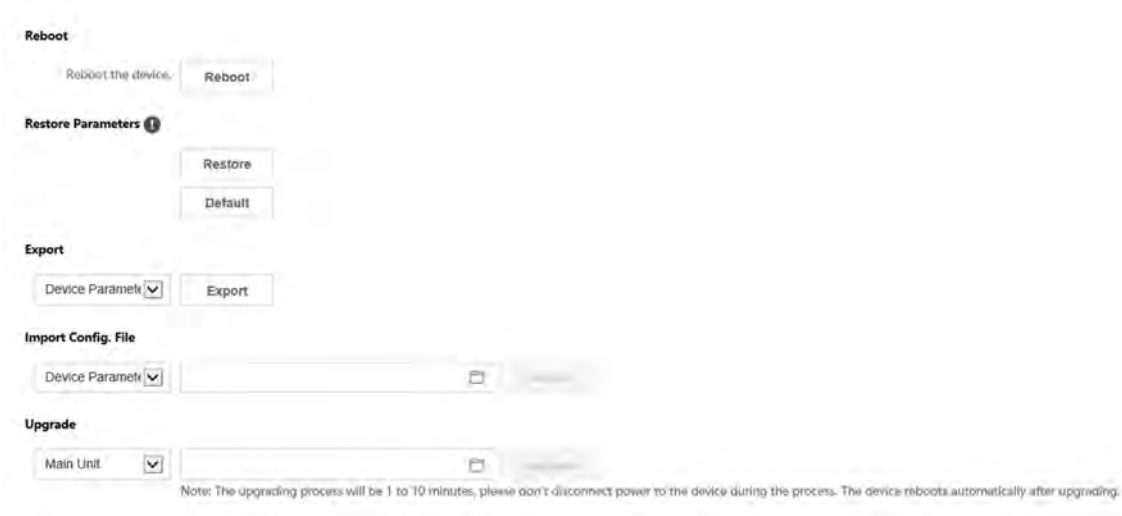 Reboot
Reboot the device. Reboot
Restore Parameters
Restore
Default
Export
Device Paramete Export
Import Config. File
Device Paramete
Upgrade
Main Unit
Note: The upgrading process will be 1 to 10 minutes, please don't disconnect power to the device during the process. The device reboots automatically after upgrading.